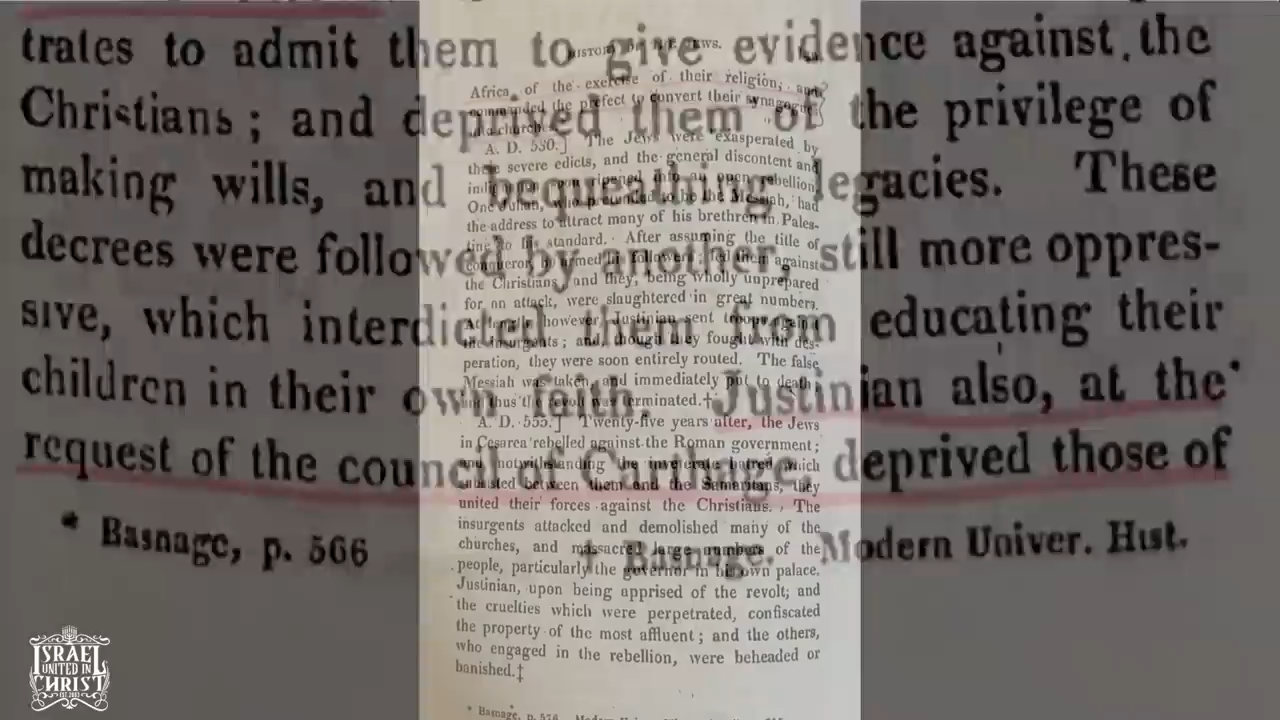 trates to admit them to give evidence against the
Christians; and deprived them of the privilege of
making wills, and bequeathing legacies. These
decrees were followed by another, still more oppres-
sive, which interdicted them from educating their
children in their own faith. Justinian also, at the
request of the council of Carthage, deprived those of
* Basnage, p. 566
† Basnage. Modern Univer. Hist.
Africa of the exercise of their religion; and
commanded the prefect to convert their synagogues
churches
A. D. 530.] The Jews were exasperated by
these severe edicts, and the general discontent and
open rebellion
One Julian, who pretended to be the Messiah, had
the address to attract many of his brethren in Pales-
tine to his standard. After assuming the title of
conqueror, armed followers; led them against
the Christians, and they, being wholly unprepared
for an attack, were slaughtered in great numbers.
At length, however, Justinian sent troops against
the insurgents; and, though they fought with des-
peration, they were soon entirely routed. The false
Messiah was taken, and immediately put to death
and thus the revolt was terminated.†
A. D. 555.] Twenty-five years after, the Jews
in Cesarea rebelled against the Roman government;
and notwithstanding the inveterate hatred which
subsisted between them and the Samaritans, they
united their forces against the Christians. The
insurgents attacked and demolished many of the
churches, and massacred large numbers of the
people, particularly the governor in his own palace.
Justinian, upon being apprised of the revolt; and
the cruelties which were perpetrated, confiscated
the property of the most affluent; and the others,
who engaged in the rebellion, were beheaded or
banished.‡
* Basnage, p. 576
ISRAEL
UNITED IN
CHRIST